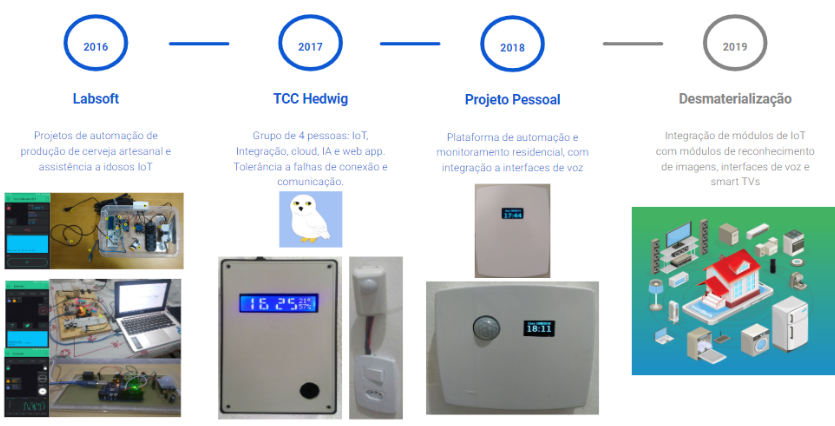 2016
2017
2018
2019
Labsoft
TCC Hedwig
Projeto Pessoal
Desmaterialização
Projetos de automação de
produção de cerveja artesanal e
assistência a idosos IoT
Grupo de 4 pessoas: IoT,
Integração, cloud, IA e web app.
Tolerância a falhas de conexão e
comunicação.
Plataforma de automação e
monitoramento residencial, com
integração a interfaces de voz
Integração de módulos de IoT
com módulos de reconhecimento
de imagens, interfaces de voz e
smart TVs
17:44
16 25
18:11